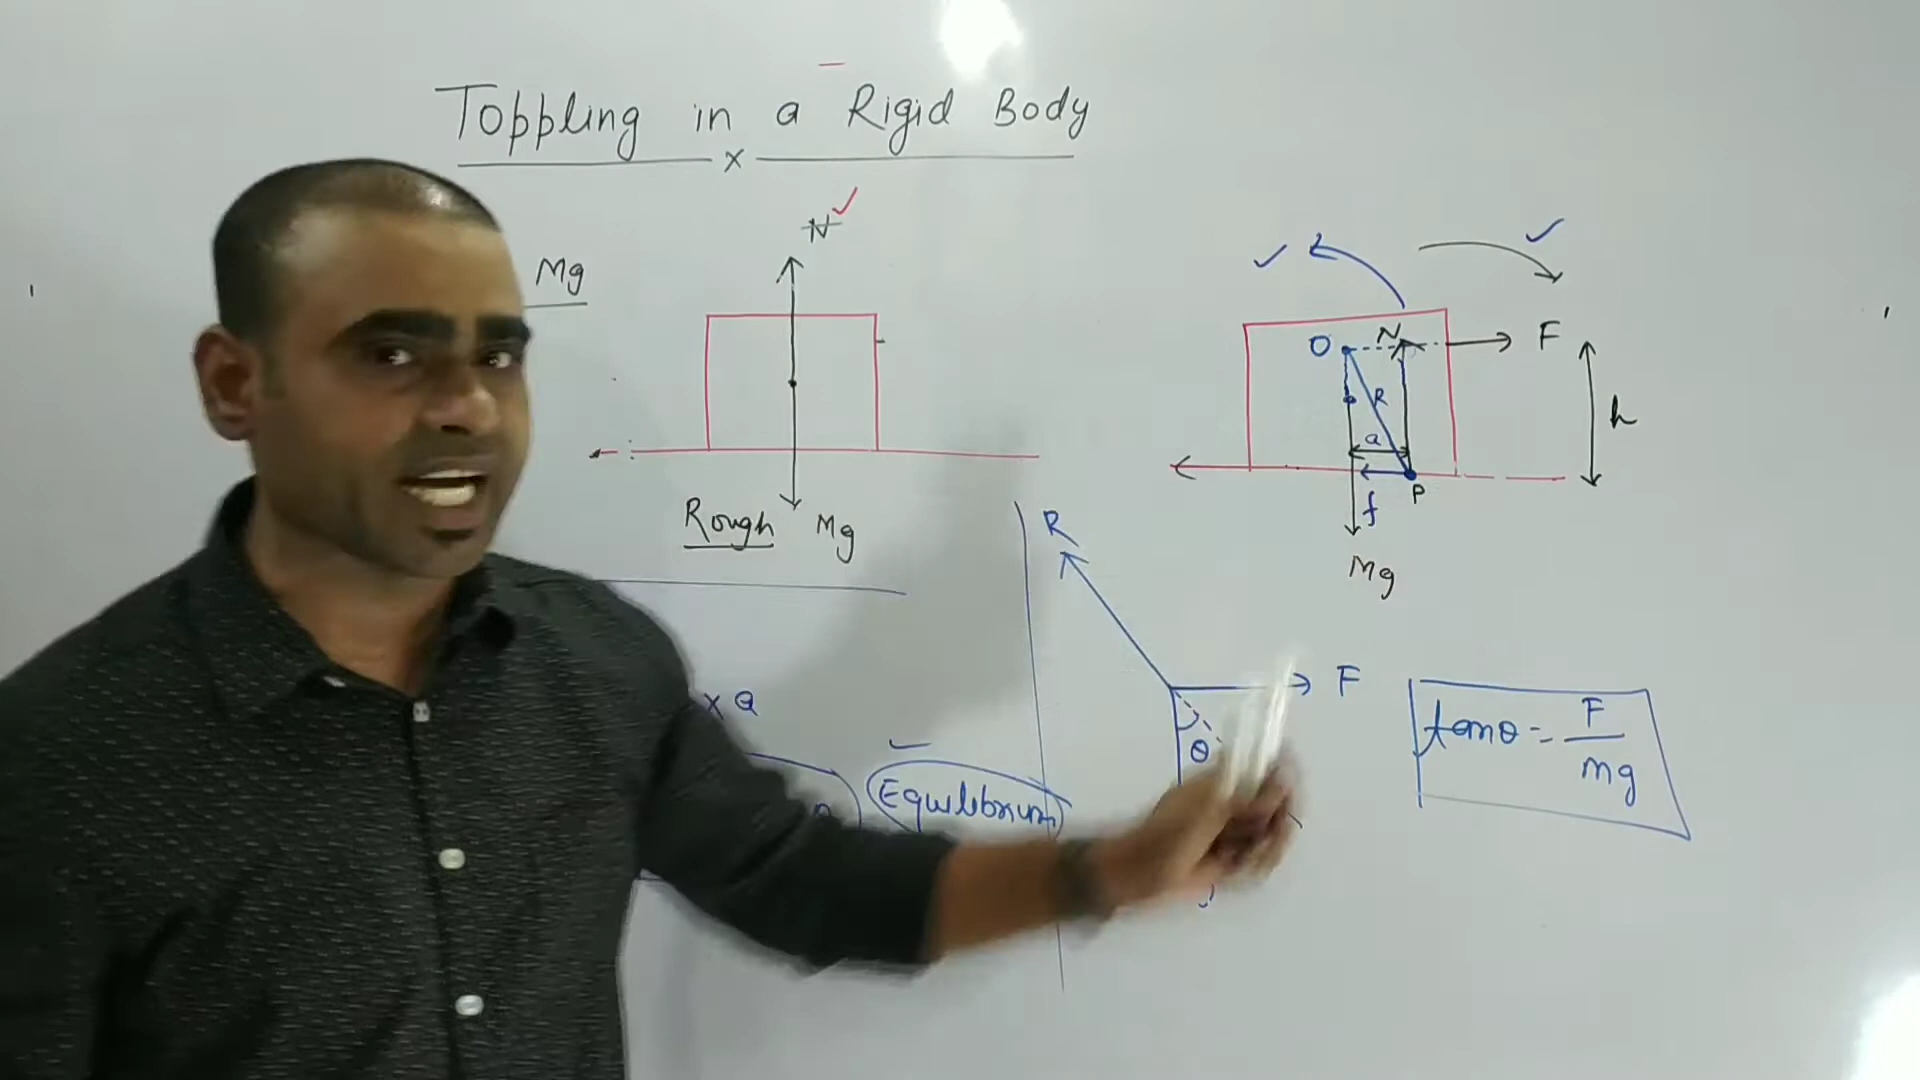 Toppling in a Rigid Body
x
N
Mg
Rough Mg
O N F
R
a
h
f P
Mg
R
F
θ
x a
Equilibrium
tanθ = F
mg